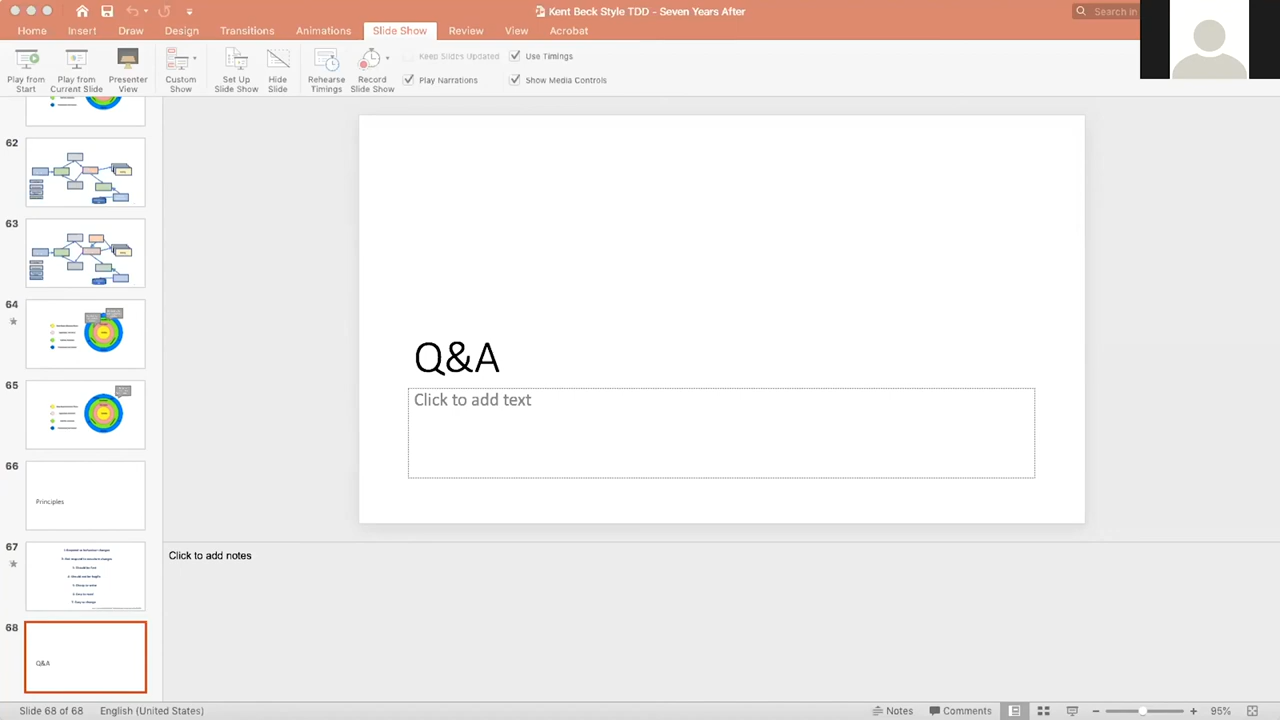 Kent Beck Style TDD - Seven Years After
Search in
Home Insert Draw Design Transitions Animations Slide Show Review View Acrobat
Play from Start
Play from Current Slide
Presenter View
Custom Show
Set Up Slide Show
Hide Slide
Rehearse Timings
Record Slide Show
Keep Slides Updated
Use Timings
Play Narrations
Show Media Controls
62
63
64
65
66
Principles
67
68
Q&A
Q&A
Click to add text
Click to add notes
Slide 68 of 68 English (United States) Notes Comments 95%